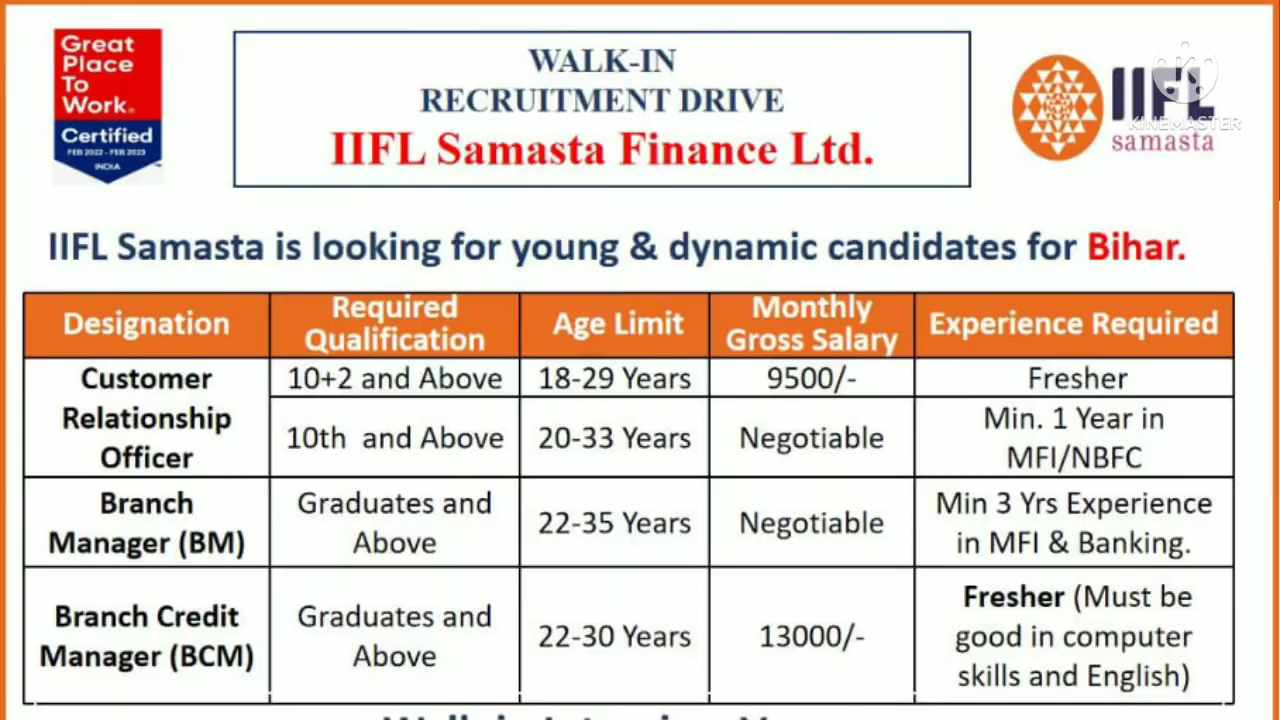 Great
Place
To
Work.
Certified
FEB 2022 - FEB 2023
INDIA
WALK-IN
RECRUITMENT DRIVE
IIFL Samasta Finance Ltd.
IIFL
samasta
KINEMASTER
IIFL Samasta is looking for young & dynamic candidates for Bihar.
Designation
Required
Qualification
Age Limit
Monthly
Gross Salary
Experience Required
Customer
Relationship
Officer
10+2 and Above
18-29 Years
9500/-
Fresher
10th and Above
20-33 Years
Negotiable
Min. 1 Year in
MFI/NBFC
Branch
Manager (BM)
Graduates and
Above
22-35 Years
Negotiable
Min 3 Yrs Experience
in MFI & Banking.
Branch Credit
Manager (BCM)
Graduates and
Above
22-30 Years
13000/-
Fresher (Must be
good in computer
skills and English)